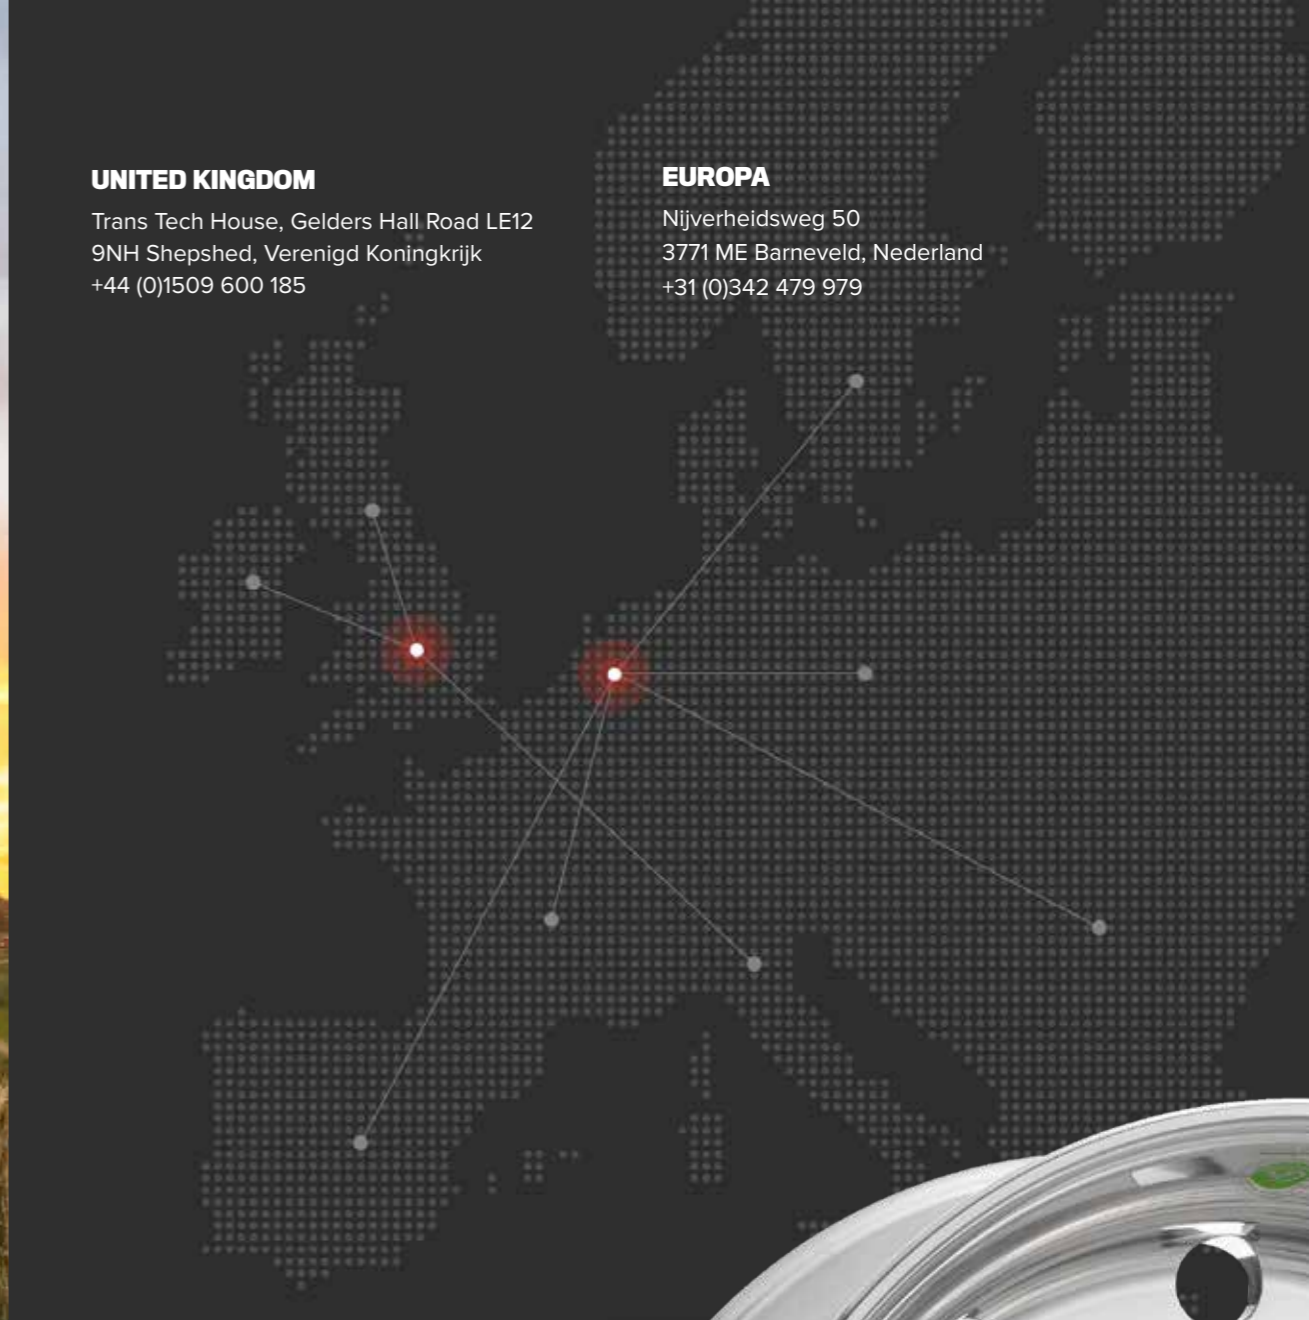 UNITED KINGDOM
Trans Tech House, Gelders Hall Road LE12
9NH Shepshed, Verenigd Koningkrijk
+44 (0)1509 600 185
EUROPA
Nijverheidsweg 50
3771 ME Barneveld, Nederland
+31 (0)342 479 979